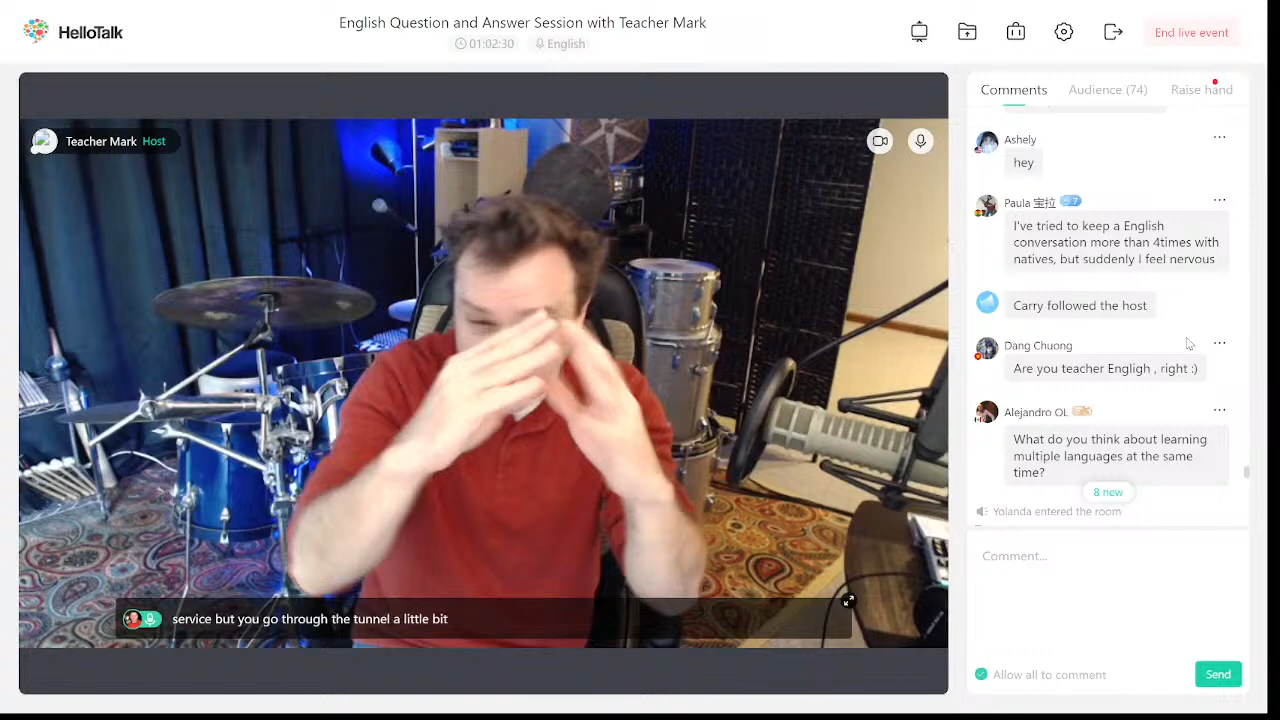 HelloTalk
English Question and Answer Session with Teacher Mark
01:02:30
English
End live event
Teacher Mark Host
service but you go through the tunnel a little bit
Comments
Audience (74)
Raise hand
Ashely
hey
Paula 宝拉
7
I've tried to keep a English
conversation more than 4times with
natives, but suddenly I feel nervous
Carry followed the host
Dang Chuong
Are you teacher Engligh , right :)
Alejandro OL
What do you think about learning
multiple languages at the same
time?
8 new
Yolanda entered the room
Comment...
Allow all to comment
Send